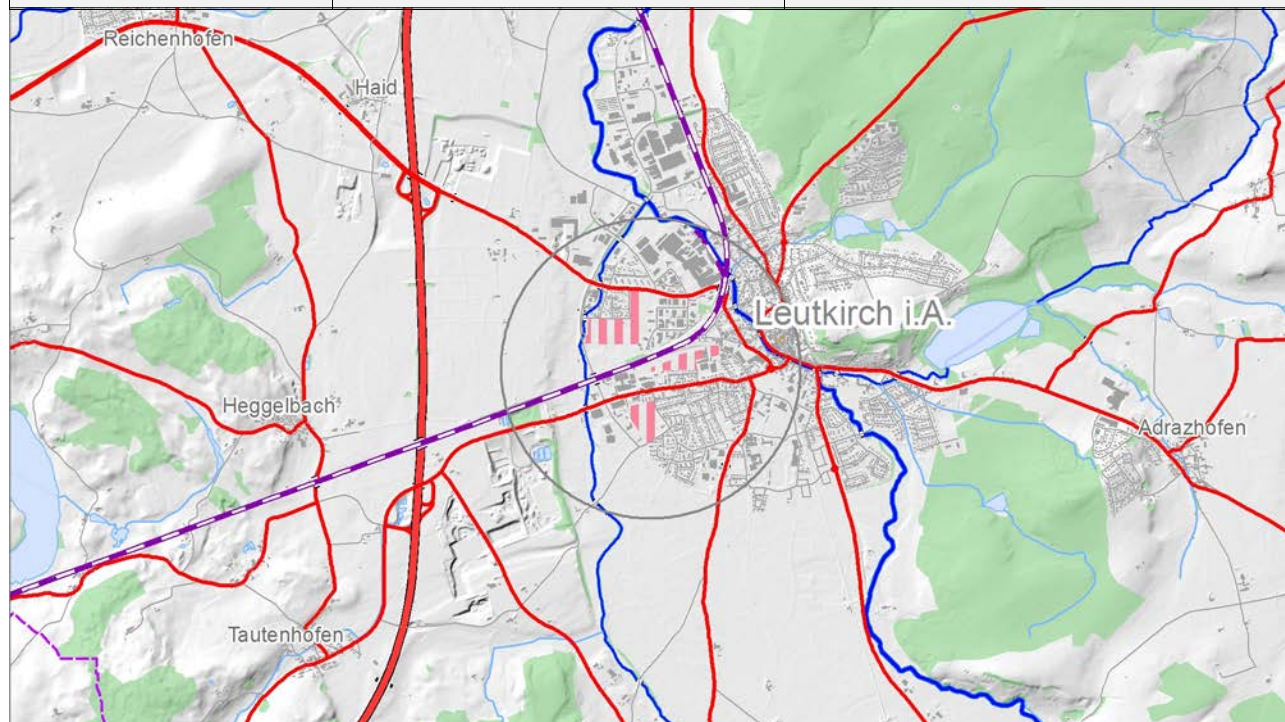 Reichenhofen
Haid
Leutkirch i.A.
Heggelbach
Adrazhofen
Tautenhofen